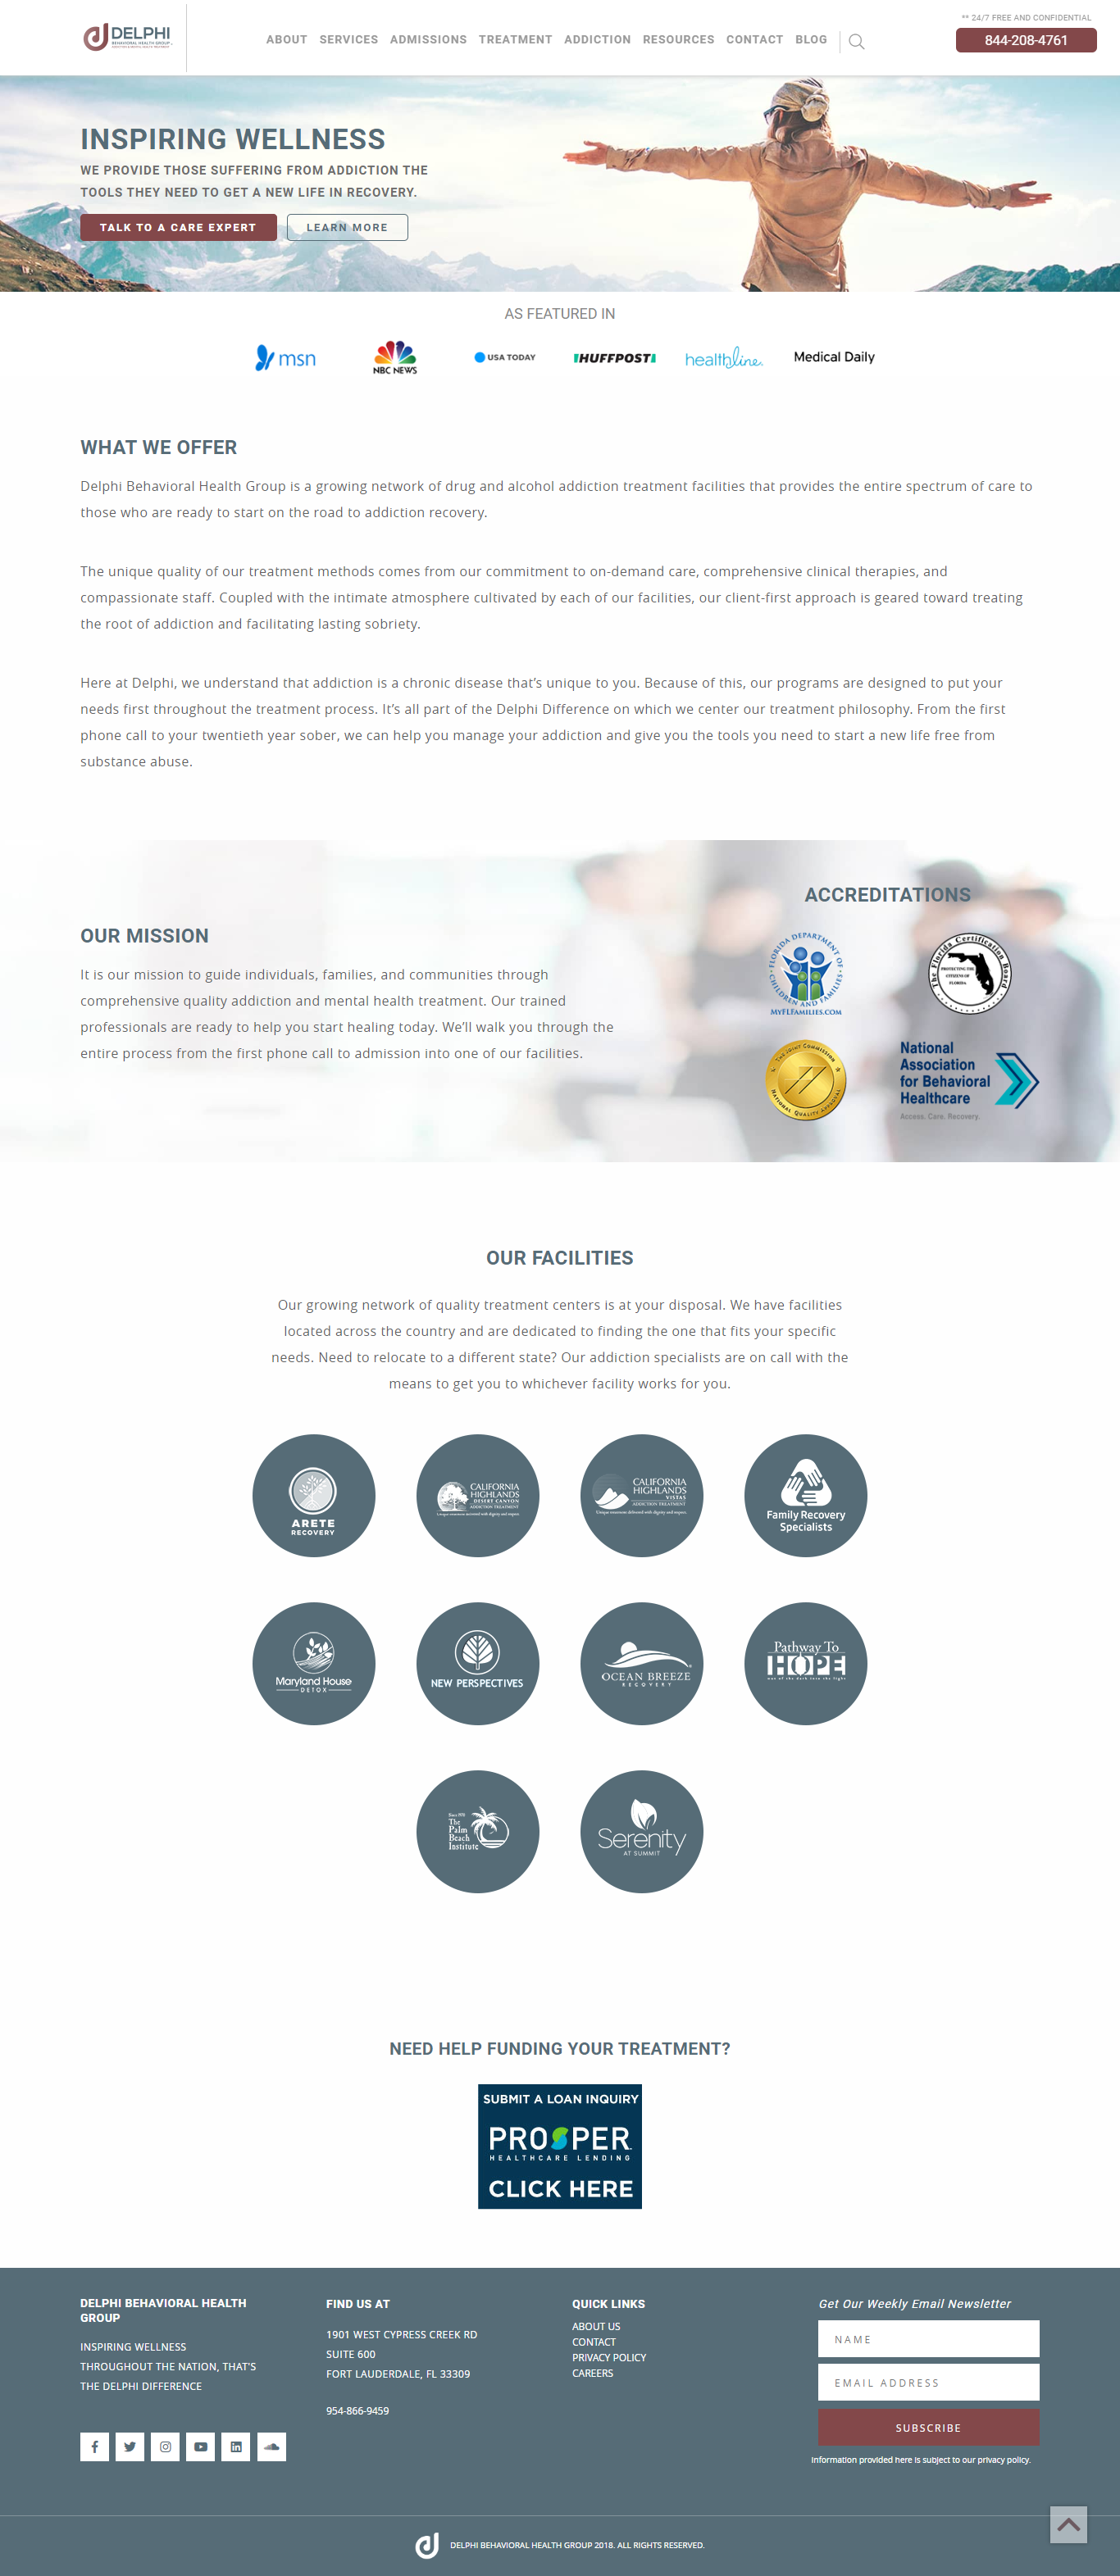 DELPHI
BEHAVIORAL HEALTH GROUP
ABOUT SERVICES ADMISSIONS TREATMENT ADDICTION RESOURCES CONTACT BLOG
** 24/7 FREE AND CONFIDENTIAL
844-208-4761
INSPIRING WELLNESS
WE PROVIDE THOSE SUFFERING FROM ADDICTION THE
TOOLS THEY NEED TO GET A NEW LIFE IN RECOVERY.
TALK TO A CARE EXPERT LEARN MORE
AS FEATURED IN
msn NBC NEWS USA TODAY HUFFPOST healthline. Medical Daily
WHAT WE OFFER
Delphi Behavioral Health Group is a growing network of drug and alcohol addiction treatment facilities that provides the entire spectrum of care to
those who are ready to start on the road to addiction recovery.
The unique quality of our treatment methods comes from our commitment to on-demand care, comprehensive clinical therapies, and
compassionate staff. Coupled with the intimate atmosphere cultivated by each of our facilities, our client-first approach is geared toward treating
the root of addiction and facilitating lasting sobriety.
Here at Delphi, we understand that addiction is a chronic disease that's unique to you. Because of this, our programs are designed to put your
needs first throughout the treatment process. It's all part of the Delphi Difference on which we center our treatment philosophy. From the first
phone call to your twentieth year sober, we can help you manage your addiction and give you the tools you need to start a new life free from
substance abuse.
OUR MISSION
It is our mission to guide individuals, families, and communities through
comprehensive quality addiction and mental health treatment. Our trained
professionals are ready to help you start healing today. We'll walk you through the
entire process from the first phone call to admission into one of our facilities.
ACCREDITATIONS
FLORIDA DEPARTMENT OF
CHILDREN AND FAMILIES
MYFLFAMILIES.COM
The Florida Certification Board
PROTECTING THE
CITIZENS OF
FLORIDA
THE JOINT COMMISSION
NATIONAL QUALITY APPROVAL
National
Association
for Behavioral
Healthcare
Access. Care. Recovery.
OUR FACILITIES
Our growing network of quality treatment centers is at your disposal. We have facilities
located across the country and are dedicated to finding the one that fits your specific
needs. Need to relocate to a different state? Our addiction specialists are on call with the
means to get you to whichever facility works for you.
ARETE
RECOVERY
CALIFORNIA
HIGHLANDS
DESERT CANYON
ADDICTION TREATMENT
Unique treatment delivered with dignity and respect.
CALIFORNIA
HIGHLANDS
VISTAS
ADDICTION TREATMENT
Unique treatment delivered with dignity and respect.
Family Recovery
Specialists
Maryland House
DETOX
NEW PERSPECTIVES
OCEAN BREEZE
RECOVERY
Pathway To
HOPE
out of the dark into the light
Since 1970
The
Palm
Beach
Institute
Serenity
AT SUMMIT
NEED HELP FUNDING YOUR TREATMENT?
SUBMIT A LOAN INQUIRY
PROSPER
HEALTHCARE LENDING
CLICK HERE
DELPHI BEHAVIORAL HEALTH
GROUP
INSPIRING WELLNESS
THROUGHOUT THE NATION, THAT'S
THE DELPHI DIFFERENCE
FIND US AT
1901 WEST CYPRESS CREEK RD
SUITE 600
FORT LAUDERDALE, FL 33309
954-866-9459
QUICK LINKS
ABOUT US
CONTACT
PRIVACY POLICY
CAREERS
Get Our Weekly Email Newsletter
NAME
EMAIL ADDRESS
SUBSCRIBE
Information provided here is subject to our privacy policy.
DELPHI BEHAVIORAL HEALTH GROUP 2018. ALL RIGHTS RESERVED.